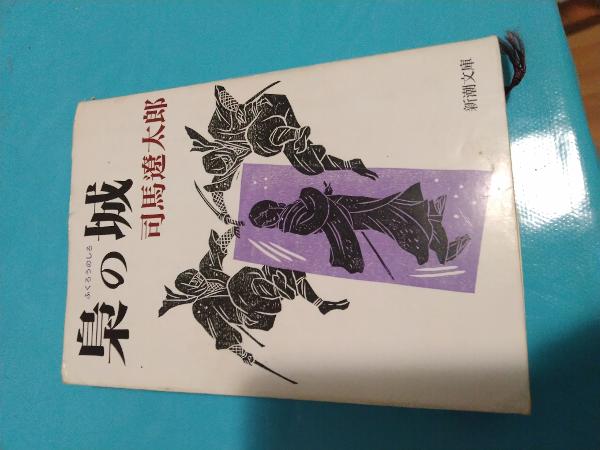 梟の城
ふくろうのしろ
司馬遼太郎
新潮文庫